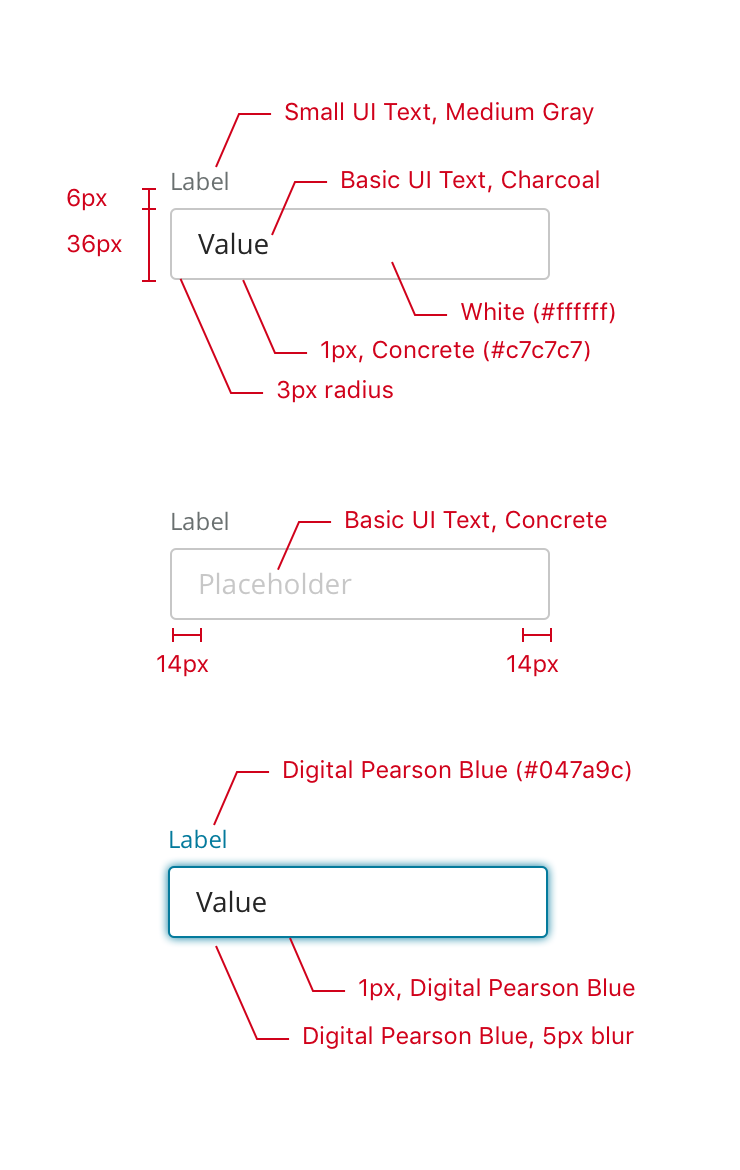 Small UI Text, Medium Gray
Label
Basic UI Text, Charcoal
6px
36px
Value
White (#ffffff)
1px, Concrete (#c7c7c7)
3px radius
Label
Basic UI Text, Concrete
Placeholder
14px
14px
Digital Pearson Blue (#047a9c)
Label
Value
1px, Digital Pearson Blue
Digital Pearson Blue, 5px blur